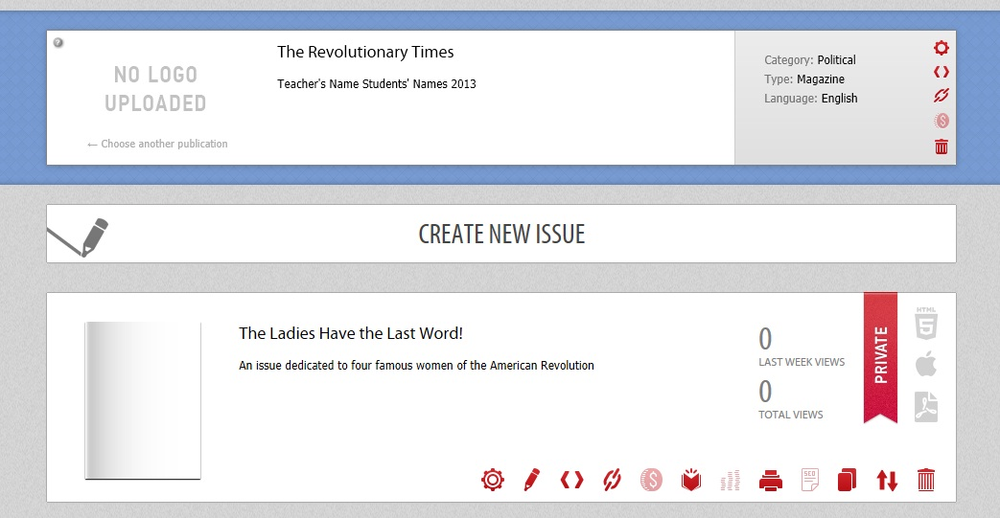 ?
NO LOGO
UPLOADED
← Choose another publication
The Revolutionary Times
Teacher's Name Students' Names 2013
Category: Political
Type: Magazine
Language: English
CREATE NEW ISSUE
The Ladies Have the Last Word!
An issue dedicated to four famous women of the American Revolution
0
LAST WEEK VIEWS
0
TOTAL VIEWS
PRIVATE
HTML
5
$
SEO